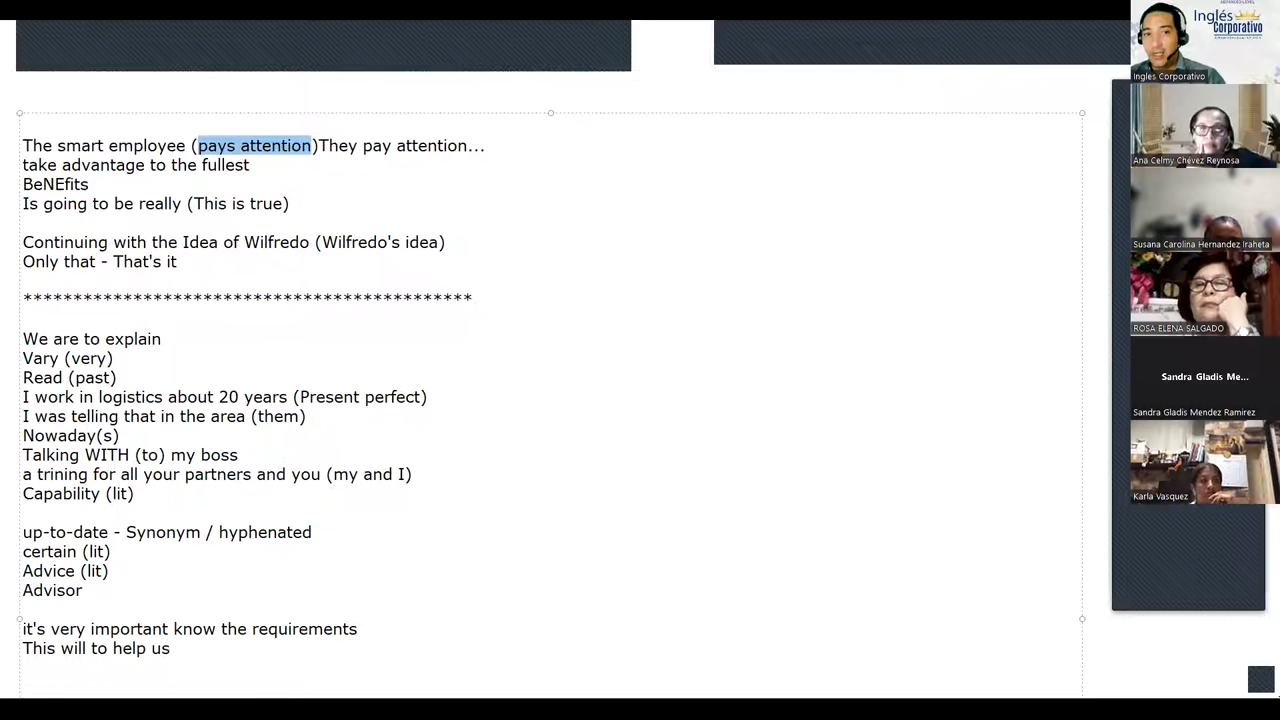 The smart employee (pays attention)They pay attention...
take advantage to the fullest
BeNEfits
Is going to be really (This is true)
Continuing with the Idea of Wilfredo (Wilfredo's idea)
Only that - That's it
*********************************************
We are to explain
Vary (very)
Read (past)
I work in logistics about 20 years (Present perfect)
I was telling that in the area (them)
Nowaday(s)
Talking WITH (to) my boss
a trining for all your partners and you (my and I)
Capability (lit)
up-to-date - Synonym / hyphenated
certain (lit)
Advice (lit)
Advisor
it's very important know the requirements
This will to help us
Inglés
Corporativo
Ingles Corporativo
Ana Celmy Chévez Reynosa
Susana Carolina Hernandez Iraheta
ROSA ELENA SALGADO
Sandra Gladis Me...
Sandra Gladis Mendez Ramirez
Karla Vasquez